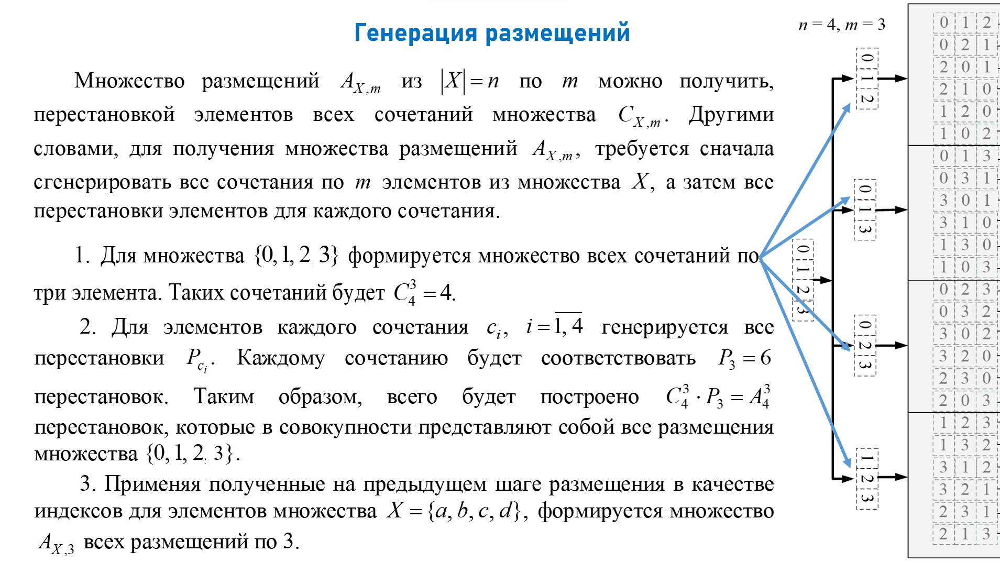 Генерация размещений
Множество размещений A_{X,m} из |X| = n по m можно получить,
перестановкой элементов всех сочетаний множества C_{X,m}. Другими
словами, для получения множества размещений A_{X,m}, требуется сначала
сгенерировать все сочетания по m элементов из множества X, а затем все
перестановки элементов для каждого сочетания.
1. Для множества {0, 1, 2, 3} формируется множество всех сочетаний по
три элемента. Таких сочетаний будет C_4^3 = 4.
2. Для элементов каждого сочетания c_i, i = \overline{1, 4} генерируется все
перестановки P_{c_i}. Каждому сочетанию будет соответствовать P_3 = 6
перестановок. Таким образом, всего будет построено C_4^3 · P_3 = A_4^3
перестановок, которые в совокупности представляют собой все размещения
множества {0, 1, 2, 3}.
3. Применяя полученные на предыдущем шаге размещения в качестве
индексов для элементов множества X = {a, b, c, d}, формируется множество
A_{X,3} всех размещений по 3.
n = 4, m = 3
0 1 2 3
0 1 2
0 1 3
0 2 3
1 2 3
0 1 2
0 2 1
2 0 1
2 1 0
1 2 0
1 0 2
0 1 3
0 3 1
3 0 1
3 1 0
1 3 0
1 0 3
0 2 3
0 3 2
3 0 2
3 2 0
2 3 0
2 0 3
1 2 3
1 3 2
3 1 2
3 2 1
2 3 1
2 1 3